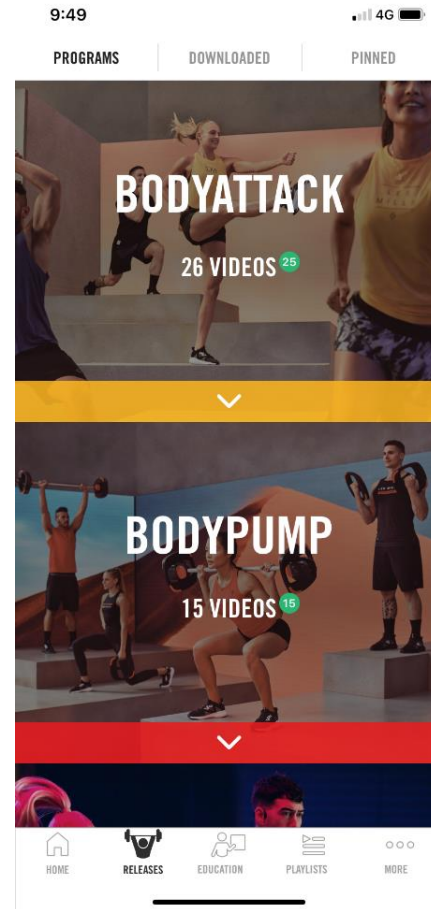 9:49
4G
PROGRAMS
DOWNLOADED
PINNED
BODYATTACK
26 VIDEOS 25
BODYPUMP
15 VIDEOS 15
HOME
RELEASES
EDUCATION
PLAYLISTS
MORE